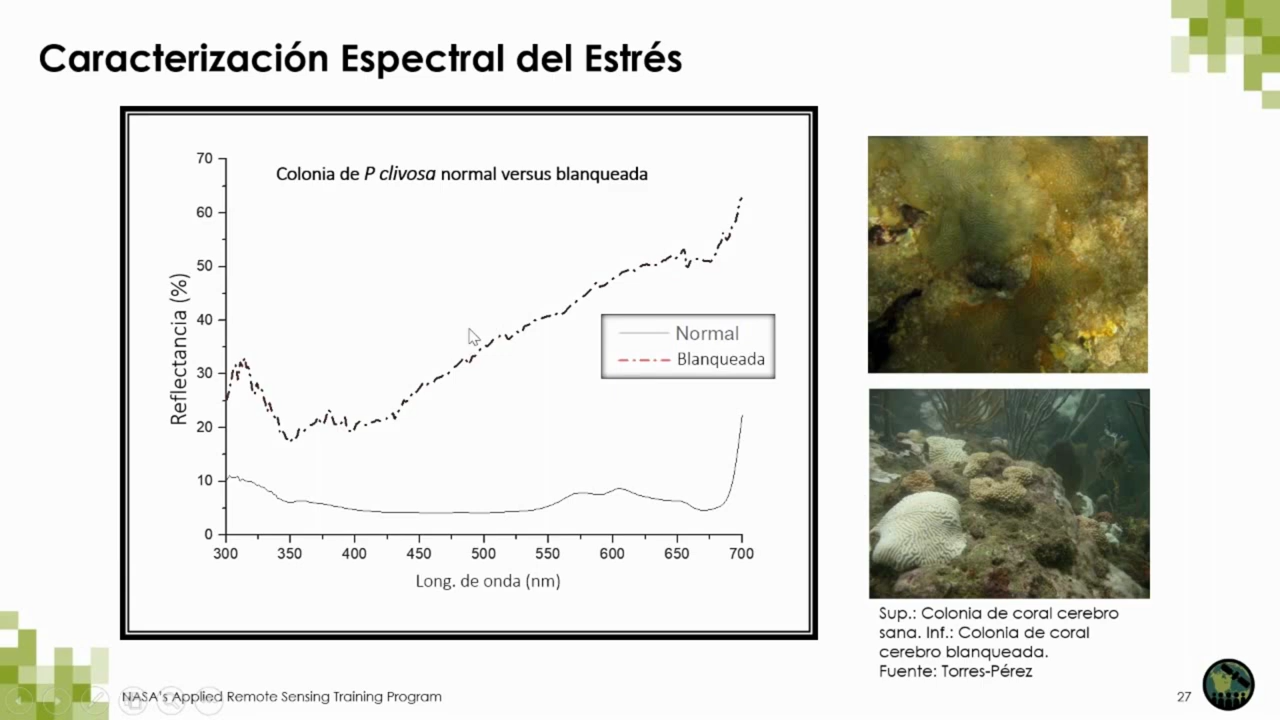 Caracterización Espectral del Estrés
Colonia de P clivosa normal versus blanqueada
Reflectancia (%)
70
60
50
40
30
20
10
0
300 350 400 450 500 550 600 650 700
Long. de onda (nm)
Normal
Blanqueada
Sup.: Colonia de coral cerebro
sana. Inf.: Colonia de coral
cerebro blanqueada.
Fuente: Torres-Pérez
NASA's Applied Remote Sensing Training Program
27